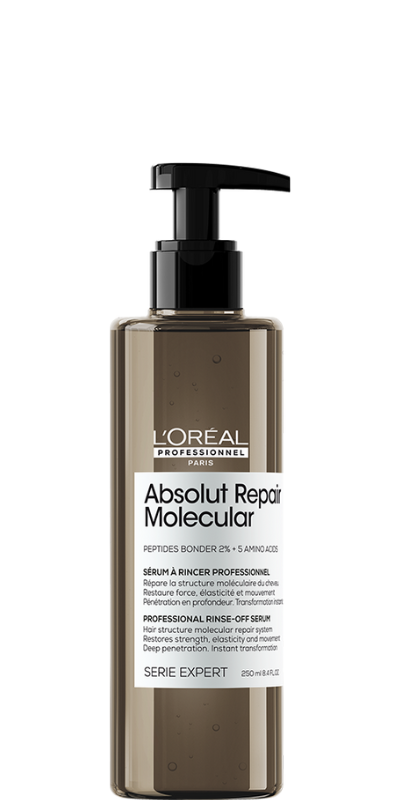 L'ORÉAL
PROFESSIONNEL
PARIS
Absolut Repair
Molecular
PEPTIDES BONDER 2% + 5 AMINO ACIDS
SÉRUM À RINCER PROFESSIONNEL
Répare la structure moléculaire du cheveu
Restaure force, élasticité et mouvement
Pénétration en profondeur. Transformation instant
PROFESSIONAL RINSE-OFF SERUM
Hair structure molecular repair system
Restores strength, elasticity and movement
Deep penetration. Instant transformation
SERIE EXPERT
250 ml 8.4 FL.OZ.